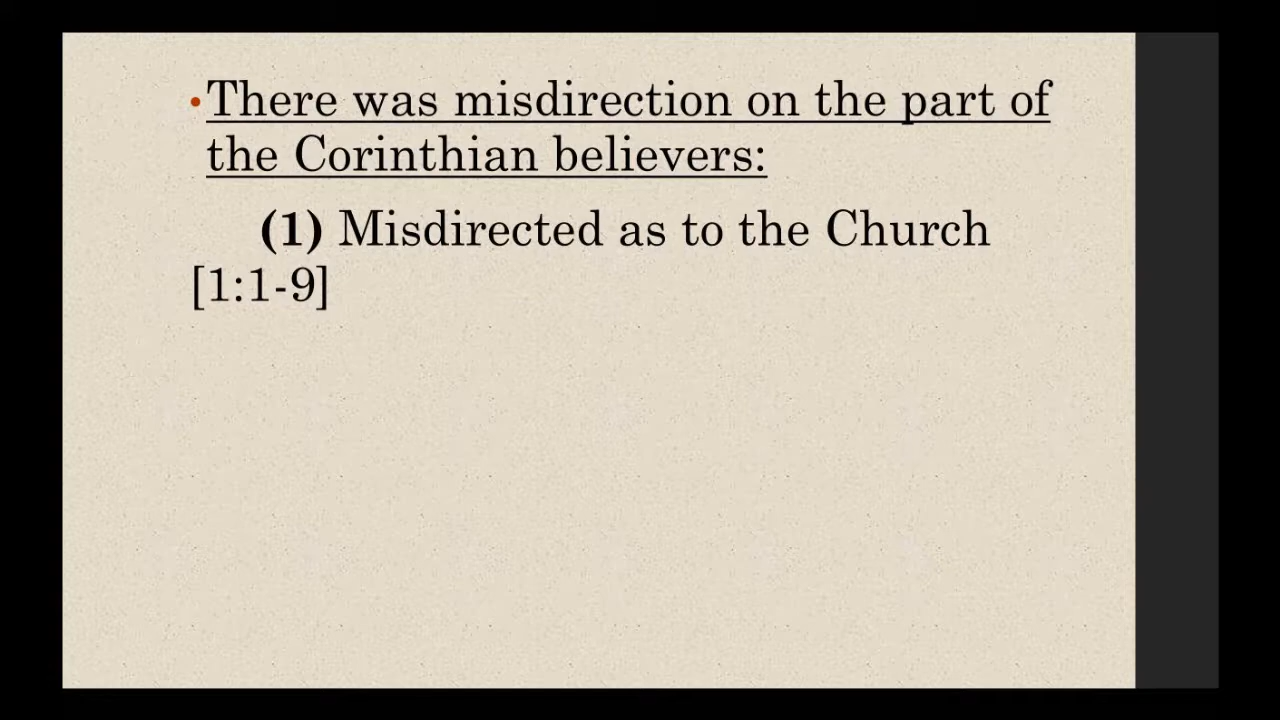 •There was misdirection on the part of
the Corinthian believers:
(1) Misdirected as to the Church
[1:1-9]